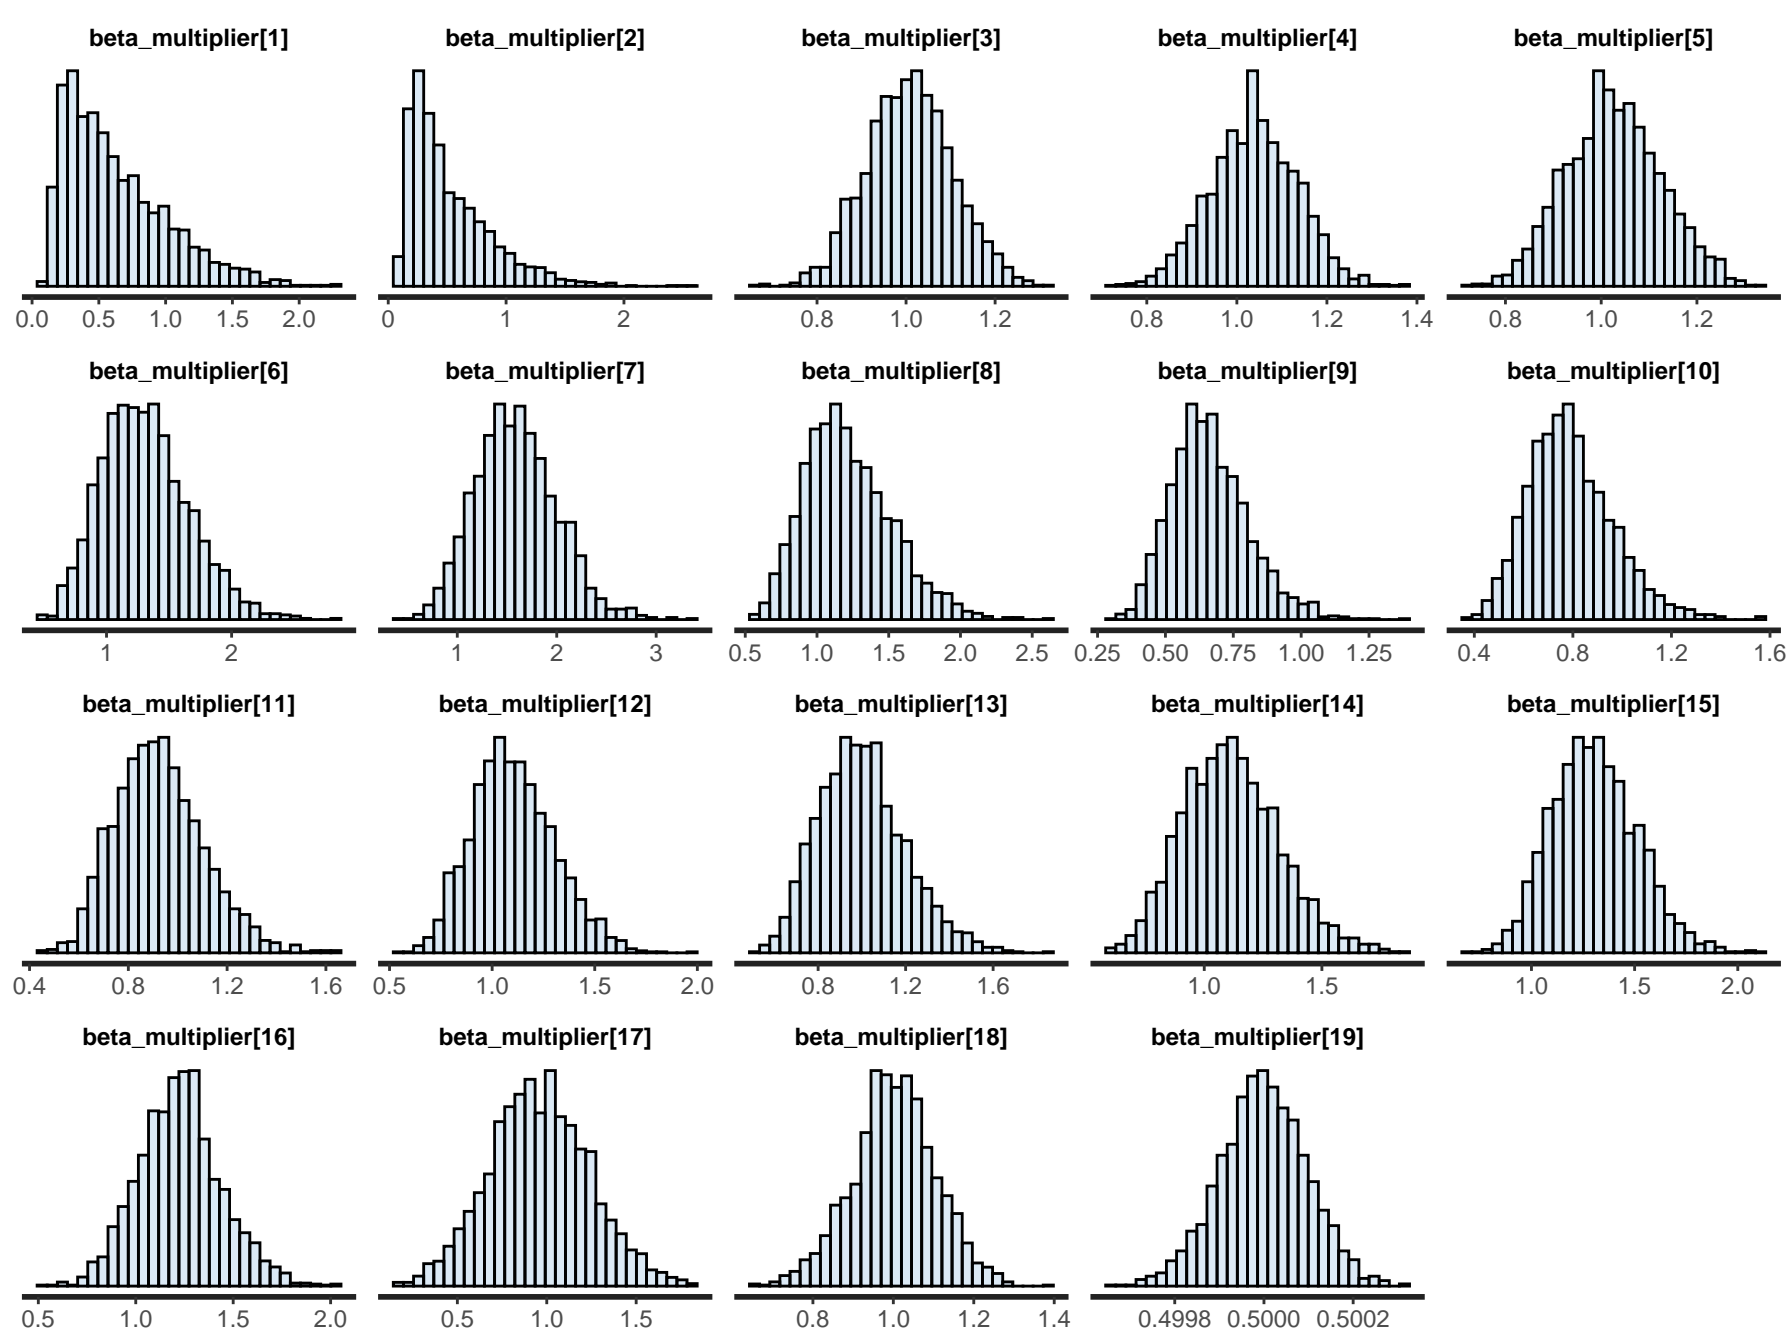 beta_multiplier[1] beta_multiplier[2] beta_multiplier[3] beta_multiplier[4] beta_multiplier[5]
0.0 0.5 1.0 1.5 2.0 0 1 2 0.8 1.0 1.2 0.8 1.0 1.2 1.4 0.8 1.0 1.2
beta_multiplier[6] beta_multiplier[7] beta_multiplier[8] beta_multiplier[9] beta_multiplier[10]
1 2 1 2 3 0.5 1.0 1.5 2.0 2.5 0.25 0.50 0.75 1.00 1.25 0.4 0.8 1.2 1.6
beta_multiplier[11] beta_multiplier[12] beta_multiplier[13] beta_multiplier[14] beta_multiplier[15]
0.4 0.8 1.2 1.6 0.5 1.0 1.5 2.0 0.8 1.2 1.6 1.0 1.5 1.0 1.5 2.0
beta_multiplier[16] beta_multiplier[17] beta_multiplier[18] beta_multiplier[19]
0.5 1.0 1.5 2.0 0.5 1.0 1.5 0.8 1.0 1.2 1.4 0.4998 0.5000 0.5002